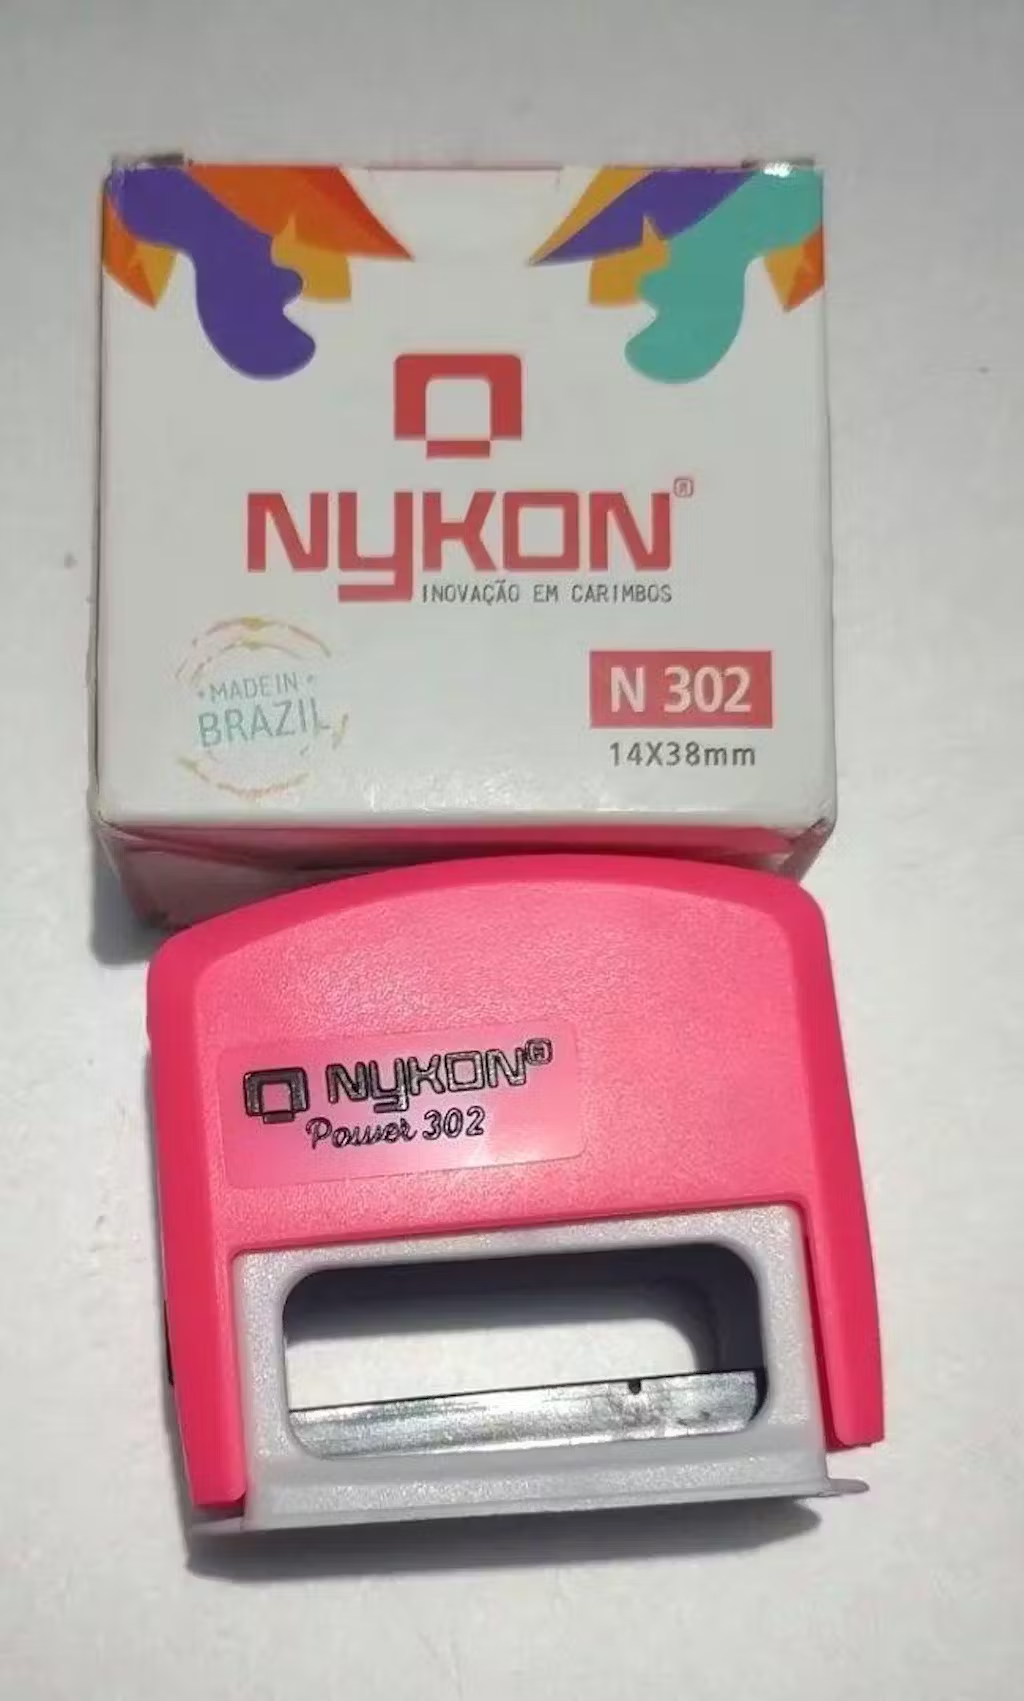 NYKON®
INOVAÇÃO EM CARIMBOS
• MADE IN •
BRAZIL
N 302
14X38mm
NYKON®
Power 302